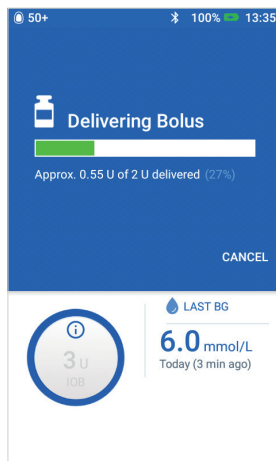 50+ 100% 13:35
Delivering Bolus
Approx. 0.55 U of 2 U delivered (27%)
CANCEL
LAST BG
6.0 mmol/L
Today (3 min ago)
3 U
IOB